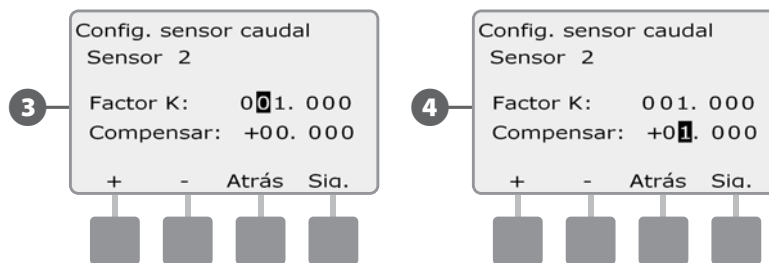 3
Config. sensor caudal
Sensor 2
Factor K: 001.000
Compensar: +00.000
+ - Atrás Sig.
4
Config. sensor caudal
Sensor 2
Factor K: 001.000
Compensar: +01.000
+ - Atrás Sig.